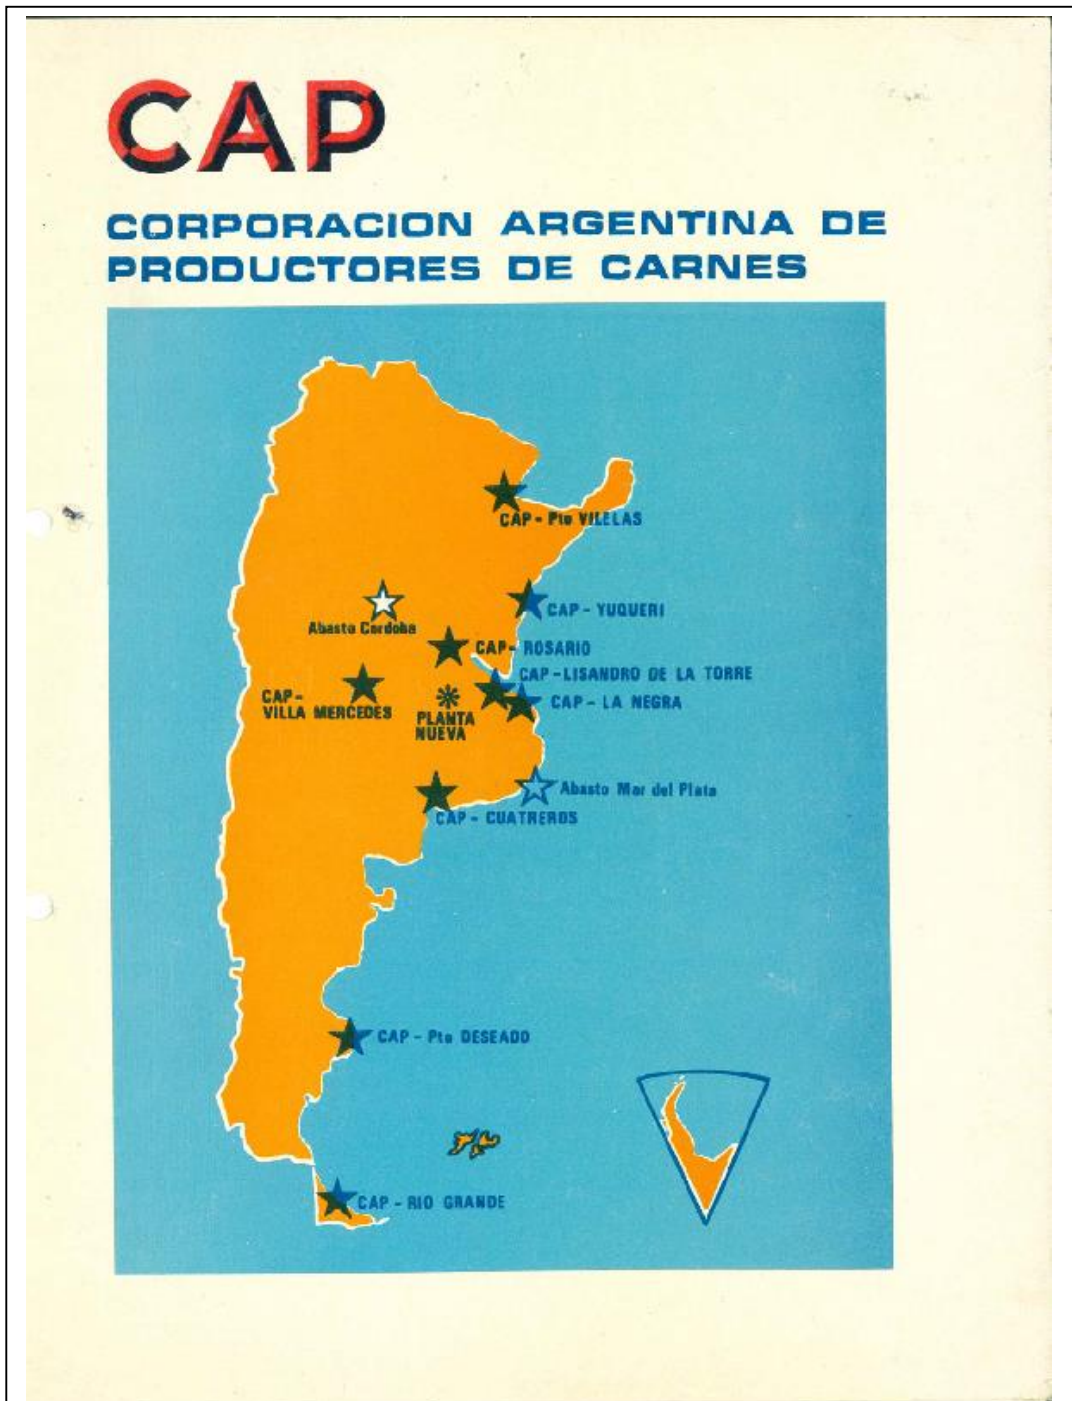 CAP
CORPORACION ARGENTINA DE
PRODUCTORES DE CARNES
CAP - Pto VILELAS
CAP - YUQUERI
Abasto Cordoba
CAP - ROSARIO
CAP - LISANDRO DE LA TORRE
CAP -
VILLA MERCEDES
PLANTA
NUEVA
CAP - LA NEGRA
Abasto Mar del Plata
CAP - CUATREROS
CAP - Pto DESEADO
CAP - RIO GRANDE